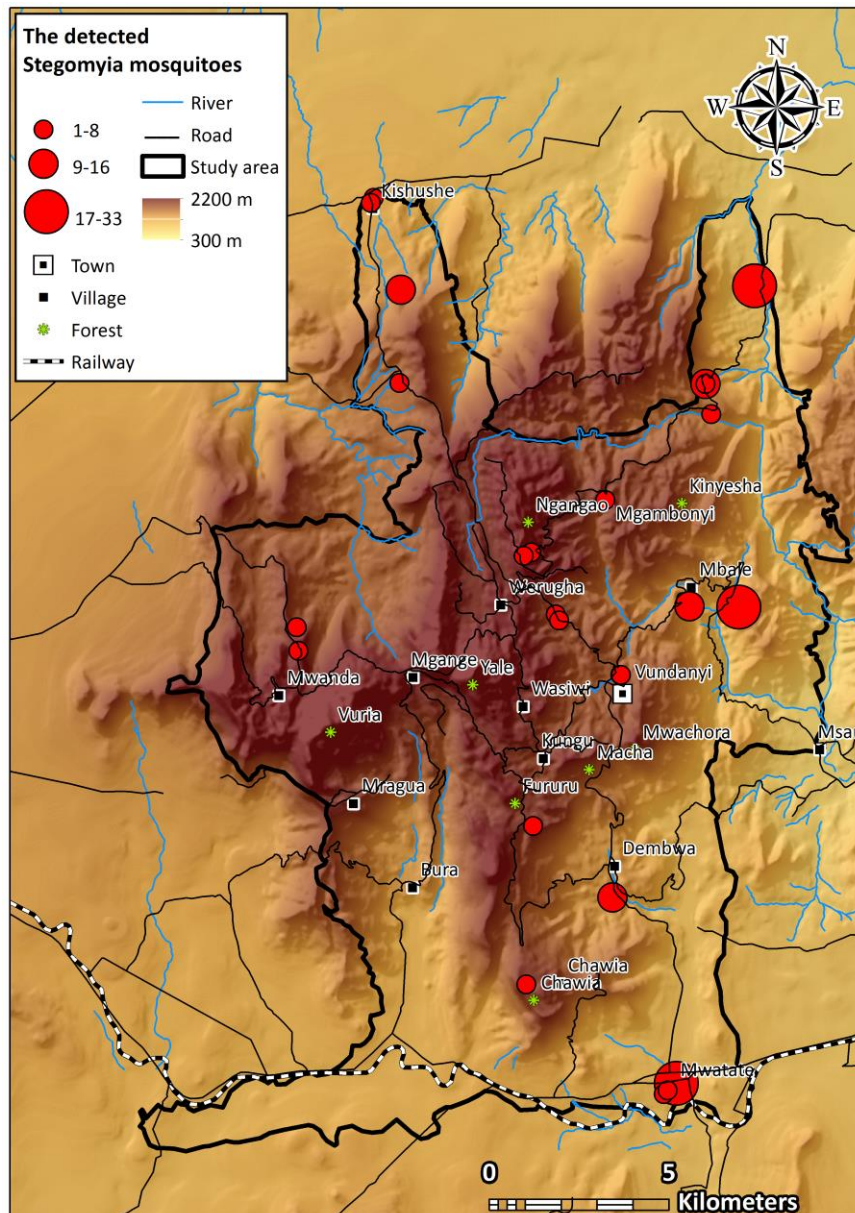 The detected
Stegomyia mosquitoes
1-8
9-16
17-33
River
Road
Study area
2200 m
300 m
Town
Village
Forest
Railway
N
W
E
S
Kishushe
Kinyesha
Ngangao
Mgambonyi
Mbale
Werugha
Mgange
Yale
Vundanyi
Mwanda
Wasiwi
Vuria
Mwachora
Msau
Kungu
Macha
Mragua
Fururu
Dembwa
Bura
Chawia
Chawia
Mwatate
0
5
Kilometers